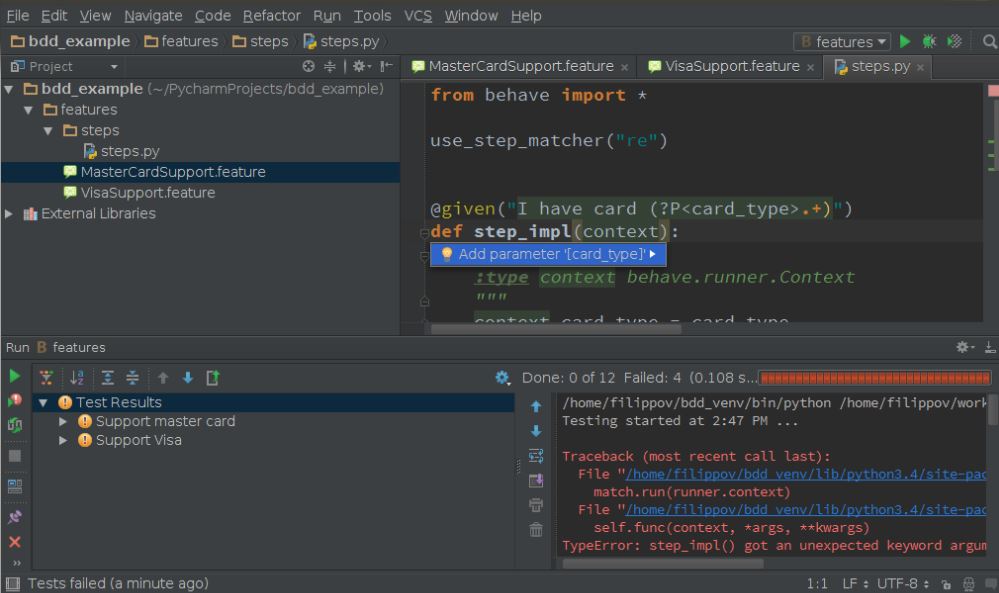 File Edit View Navigate Code Refactor Run Tools VCS Window Help
bdd_example features steps steps.py B features
Project MasterCardSupport.feature VisaSupport.feature steps.py
bdd_example (~/PycharmProjects/bdd_example)
features
steps
steps.py
MasterCardSupport.feature
VisaSupport.feature
External Libraries
from behave import *
use_step_matcher("re")
@given("I have card (?P<card_type>.+)")
def step_impl(context):
Add parameter '[card_type]'
:type context behave.runner.Context
"""
context.card_type = card_type
Run B features
Done: 0 of 12 Failed: 4 (0.108 s...
Test Results
Support master card
Support Visa
/home/filippov/bdd_venv/bin/python /home/filippov/work
Testing started at 2:47 PM ...
Traceback (most recent call last):
File "/home/filippov/bdd_venv/lib/python3.4/site-pac
match.run(runner.context)
File "/home/filippov/bdd_venv/lib/python3.4/site-pac
self.func(context, *args, **kwargs)
TypeError: step_impl() got an unexpected keyword argum
Tests failed (a minute ago) 1:1 LF UTF-8